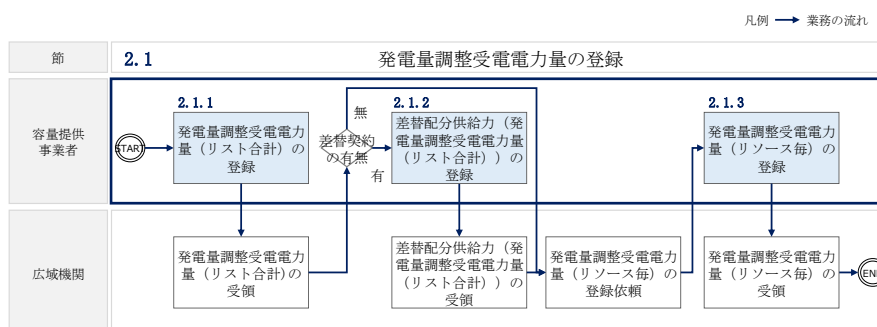 凡例 業務の流れ
節
2.1 発電量調整受電電力量の登録
容量提供
事業者
START
2.1.1
発電量調整受電電力
量（リスト合計）の
登録
差替契約
の有無
無
有
2.1.2
差替配分供給力（発
電量調整受電電力量
（リスト合計））の
登録
2.1.3
発電量調整受電電力
量（リソース毎）の
登録
広域機関
発電量調整受電電力
量（リスト合計)の
受領
差替配分供給力（発
電量調整受電電力量
（リスト合計））の
受領
発電量調整受電電力
量（リソース毎）の
登録依頼
発電量調整受電電力
量（リソース毎）の
受領
EN